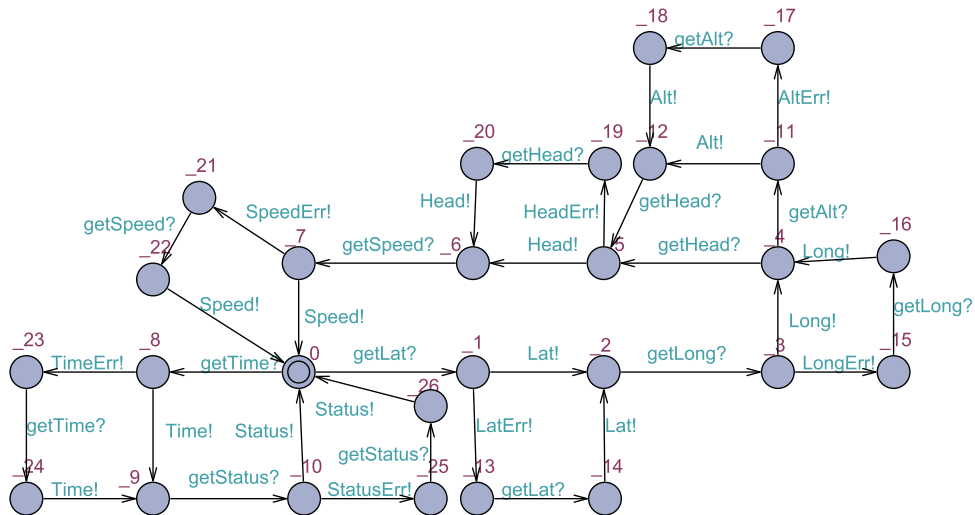 _18
_17
getAlt?
Alt!
AltErr!
_20
_19
_12
_11
getHead?
Alt!
_21
Head!
HeadErr!
getHead?
getAlt?
getSpeed?
SpeedErr!
_22
_7
getSpeed?
_6
Head!
_5
getHead?
_4
Long!
_16
Speed!
Speed!
Long!
getLong?
_23
TimeErr!
_8
getTime?
0
getLat?
_1
Lat!
_2
getLong?
_3
LongErr!
_15
_26
getTime?
Time!
Status!
Status!
LatErr!
Lat!
getStatus?
_24
Time!
_9
getStatus?
_10
StatusErr!
_25
_13
getLat?
_14